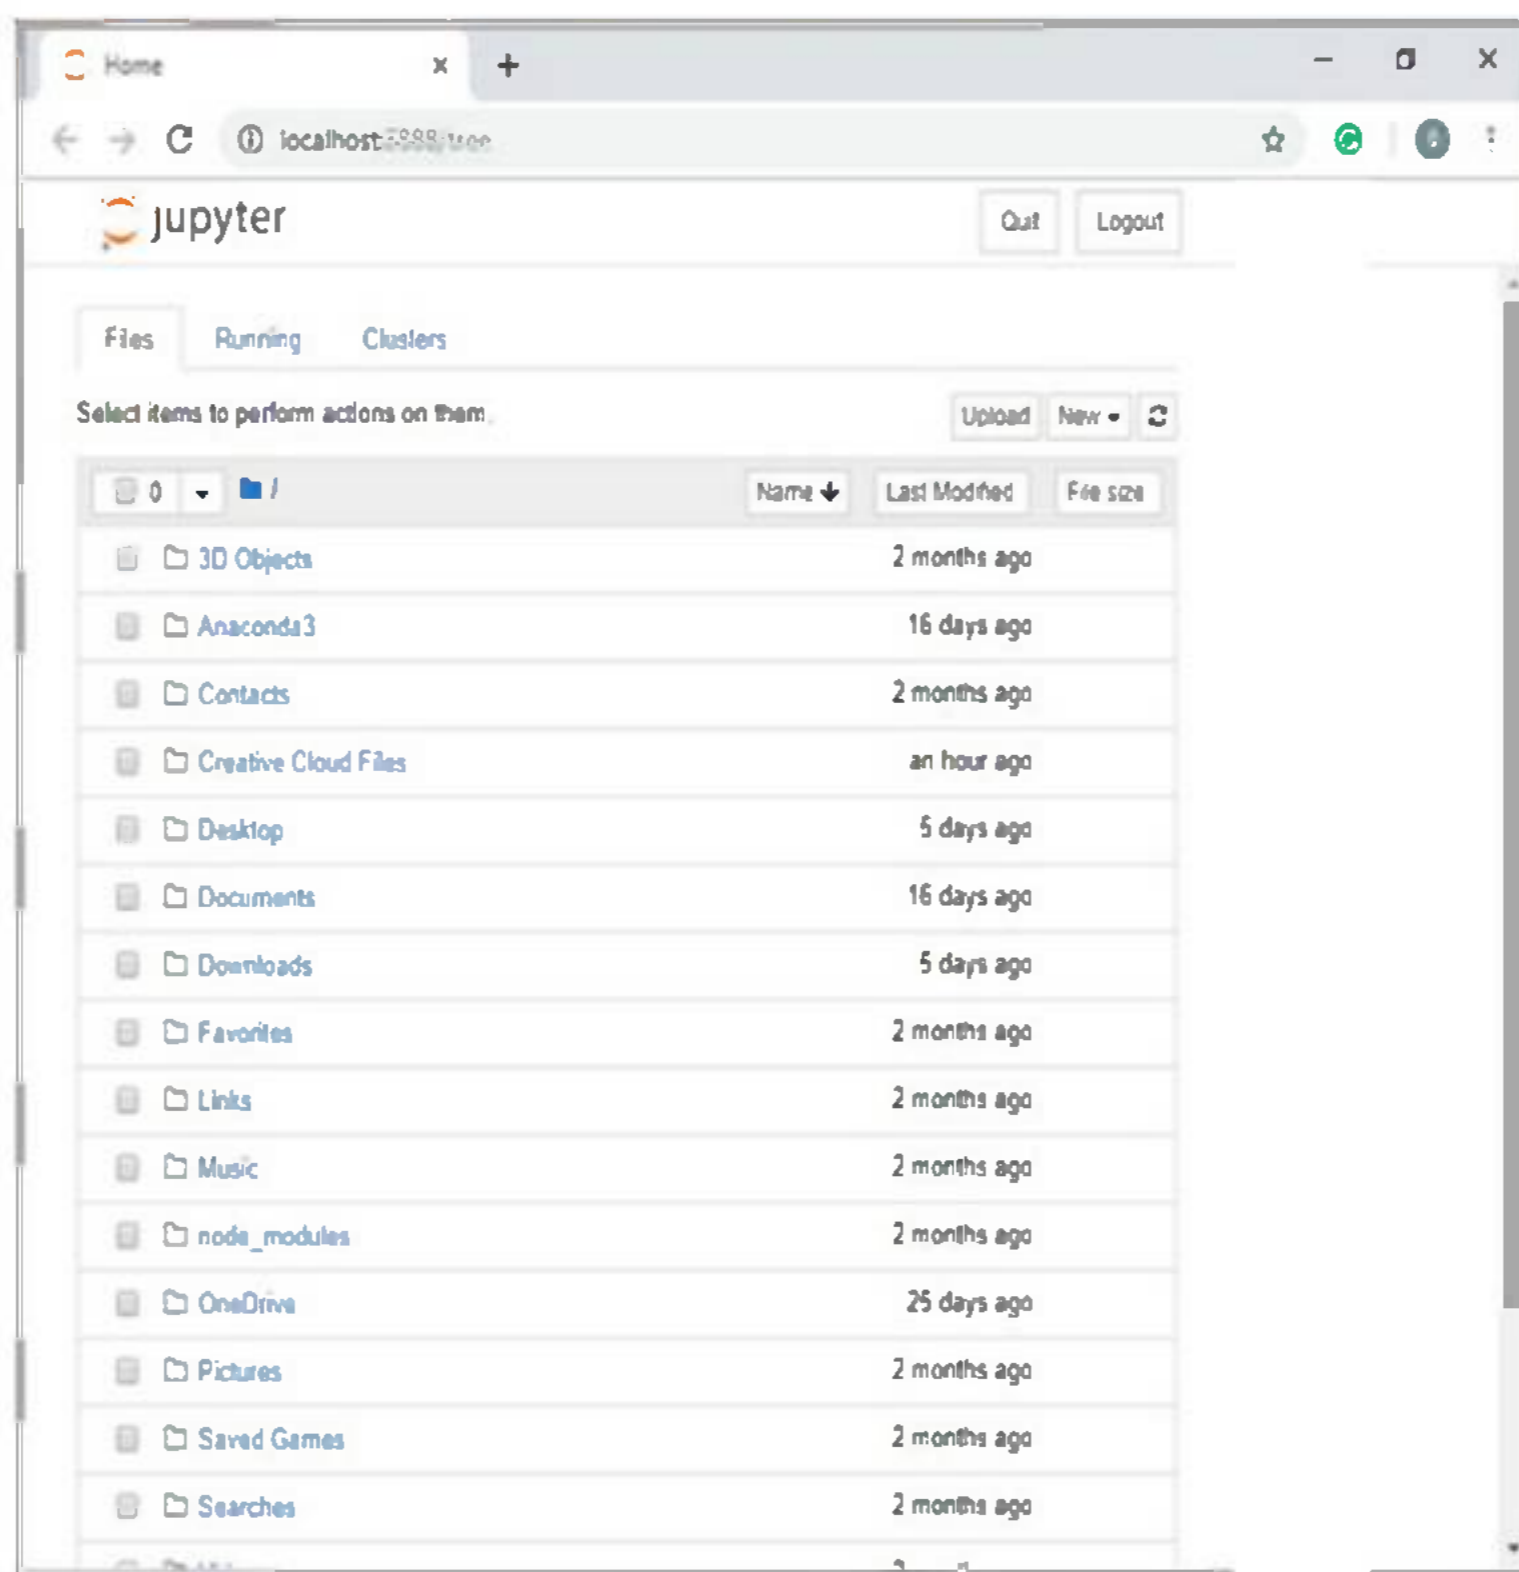 Home
localhost
jupyter
Quit Logout
Files Running Clusters
Select items to perform actions on them.
Upload New
0 / Name Last Modified File size
3D Objects 2 months ago
Anaconda3 16 days ago
Contacts 2 months ago
Creative Cloud Files an hour ago
Desktop 5 days ago
Documents 16 days ago
Downloads 5 days ago
Favorites 2 months ago
Links 2 months ago
Music 2 months ago
node_modules 2 months ago
OneDrive 25 days ago
Pictures 2 months ago
Saved Games 2 months ago
Searches 2 months ago